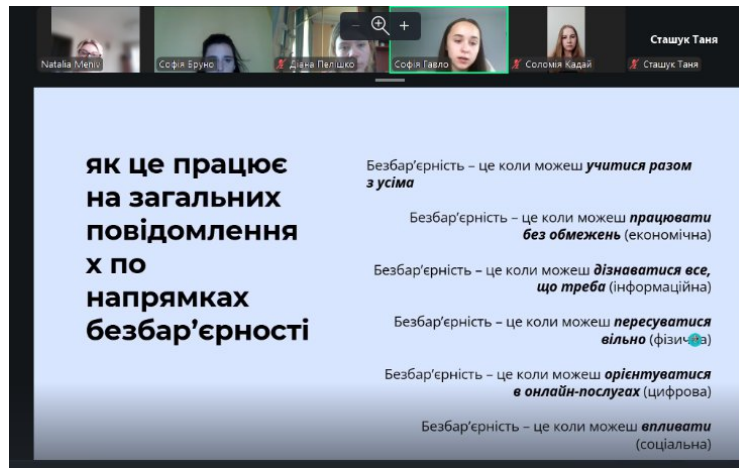 Natalia Meniv
Софія Бруно
Діана Пелішко
Софія Гавло
Соломія Кадай
Сташук Таня
Сташук Таня
як це працює
на загальних
повідомлення
х по
напрямках
безбар’єрності
Безбар’єрність – це коли можеш учитися разом
з усіма
Безбар’єрність – це коли можеш працювати
без обмежень (економічна)
Безбар’єрність – це коли можеш дізнаватися все,
що треба (інформаційна)
Безбар’єрність – це коли можеш пересуватися
вільно (фізична)
Безбар’єрність – це коли можеш орієнтуватися
в онлайн-послугах (цифрова)
Безбар’єрність – це коли можеш впливати
(соціальна)